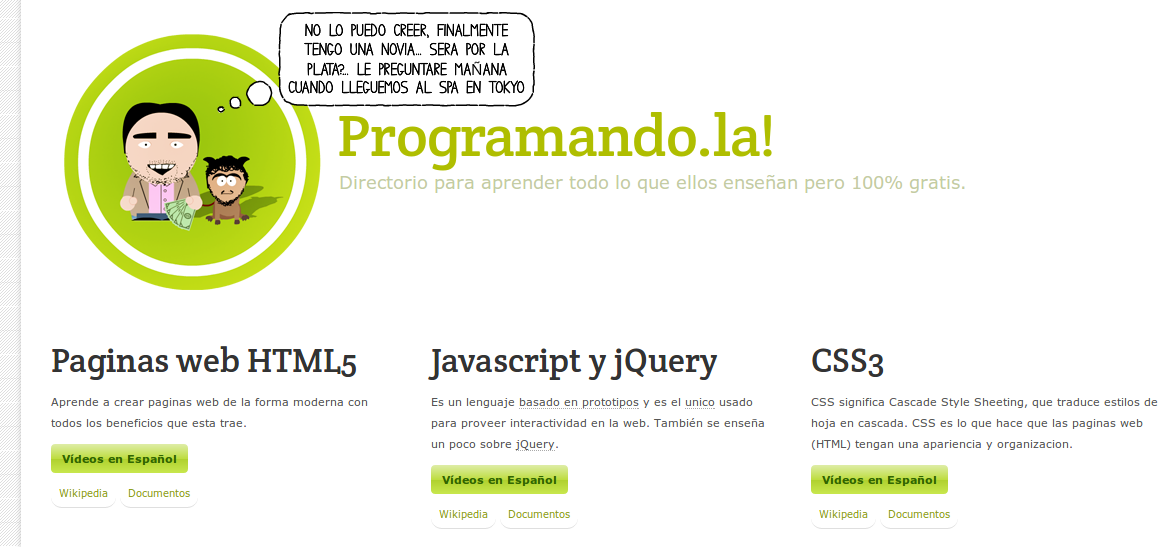 NO LO PUEDO CREER, FINALMENTE
TENGO UNA NOVIA... SERA POR LA
PLATA?... LE PREGUNTARE MAÑANA
CUANDO LLEGUEMOS AL SPA EN TOKYO
Programando.la!
Directorio para aprender todo lo que ellos enseñan pero 100% gratis.
Paginas web HTML5
Aprende a crear paginas web de la forma moderna con
todos los beneficios que esta trae.
Vídeos en Español
Wikipedia
Documentos
Javascript y jQuery
Es un lenguaje basado en prototipos y es el unico usado
para proveer interactividad en la web. También se enseña
un poco sobre jQuery.
Vídeos en Español
Wikipedia
Documentos
CSS3
CSS significa Cascade Style Sheeting, que traduce estilos de
hoja en cascada. CSS es lo que hace que las paginas web
(HTML) tengan una apariencia y organizacion.
Vídeos en Español
Wikipedia
Documentos